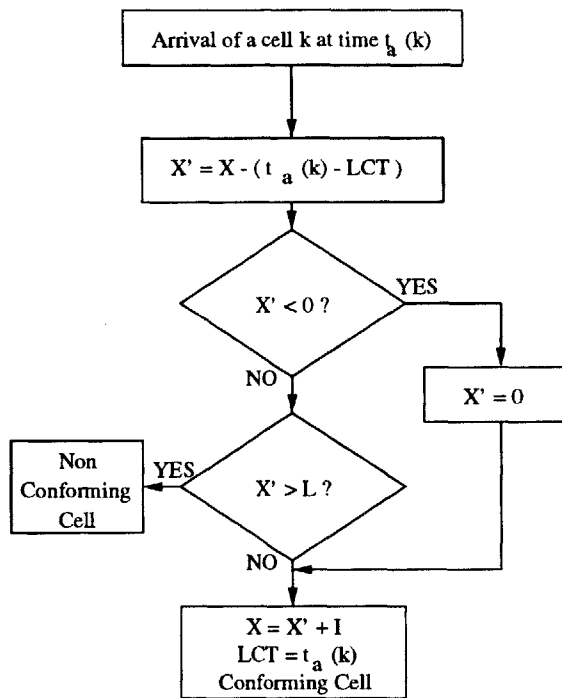 Arrival of a cell k at time t_a (k)
X' = X - ( t_a (k) - LCT )
X' < 0 ?
YES
NO
X' = 0
X' > L ?
YES
Non
Conforming
Cell
NO
X = X' + I
LCT = t_a (k)
Conforming Cell